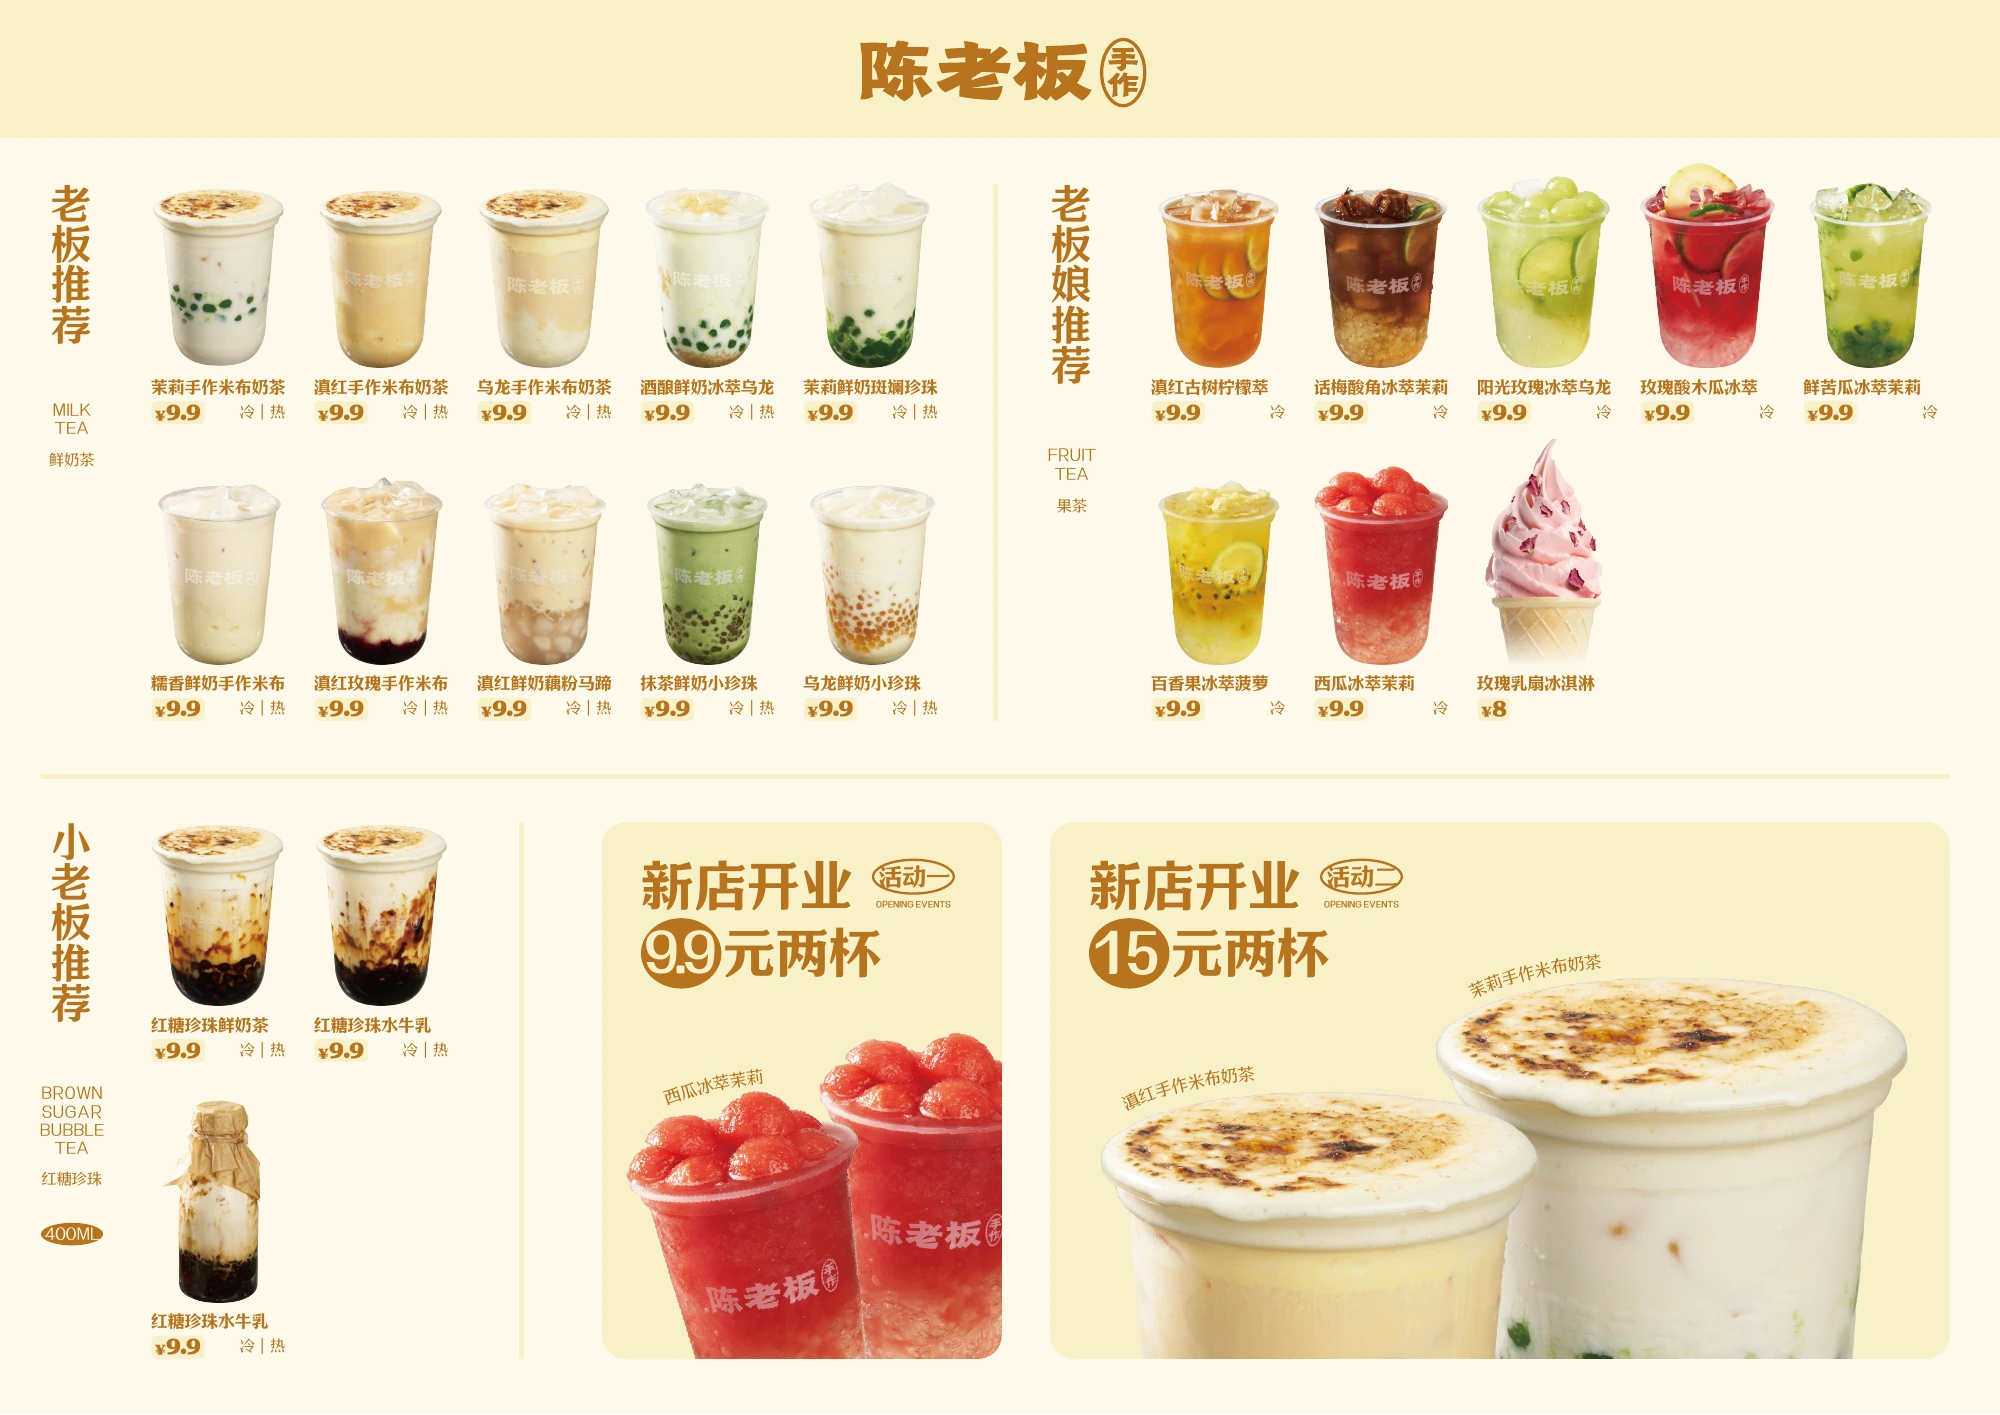 陈老板手作
老板推荐
MILK
TEA
鲜奶茶
茉莉手作米布奶茶
¥9.9 冷｜热
滇红手作米布奶茶
¥9.9 冷｜热
乌龙手作米布奶茶
¥9.9 冷｜热
酒酿鲜奶冰萃乌龙
¥9.9 冷｜热
茉莉鲜奶斑斓珍珠
¥9.9 冷｜热
糯香鲜奶手作米布
¥9.9 冷｜热
滇红玫瑰手作米布
¥9.9 冷｜热
滇红鲜奶藕粉马蹄
¥9.9 冷｜热
抹茶鲜奶小珍珠
¥9.9 冷｜热
乌龙鲜奶小珍珠
¥9.9 冷｜热
老板娘推荐
FRUIT
TEA
果茶
滇红古树柠檬萃
¥9.9 冷
话梅酸角冰萃茉莉
¥9.9 冷
阳光玫瑰冰萃乌龙
¥9.9 冷
玫瑰酸木瓜冰萃
¥9.9 冷
鲜苦瓜冰萃茉莉
¥9.9 冷
百香果冰萃菠萝
¥9.9 冷
西瓜冰萃茉莉
¥9.9 冷
玫瑰乳扇冰淇淋
¥8
小老板推荐
BROWN
SUGAR
BUBBLE
TEA
红糖珍珠
400ML
红糖珍珠鲜奶茶
¥9.9 冷｜热
红糖珍珠水牛乳
¥9.9 冷｜热
红糖珍珠水牛乳
¥9.9 冷｜热
新店开业 活动一
OPENING EVENTS
9.9元两杯
西瓜冰萃茉莉
陈老板手作
陈老板手作
新店开业 活动二
OPENING EVENTS
15元两杯
茉莉手作米布奶茶
滇红手作米布奶茶